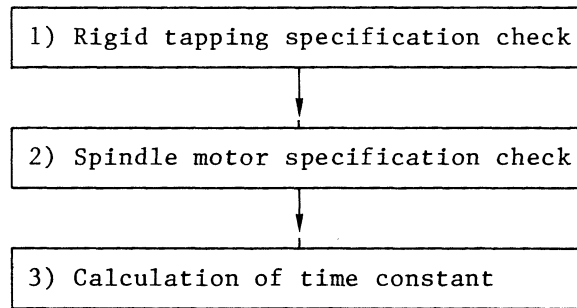 1) Rigid tapping specification check
2) Spindle motor specification check
3) Calculation of time constant